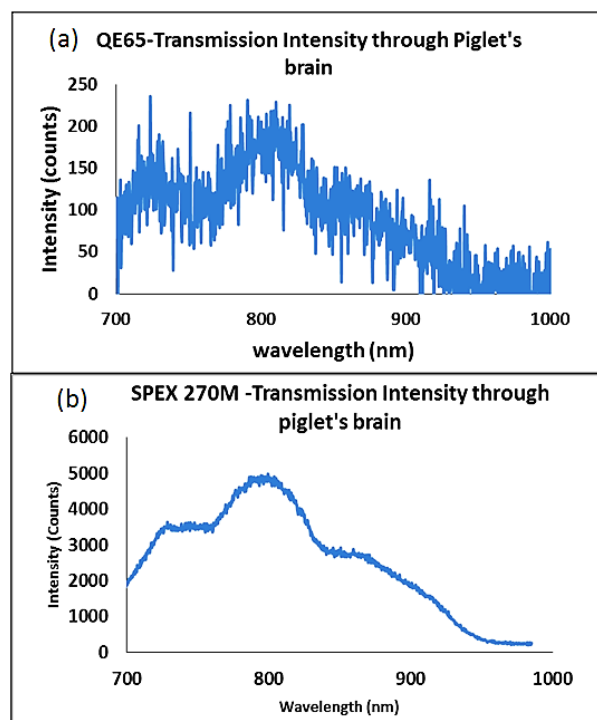 (a)
QE65-Transmission Intensity through Piglet's
brain
Intensity (counts)
250
200
150
100
50
0
700 800 900 1000
wavelength (nm)
(b)
SPEX 270M -Transmission Intensity through
piglet's brain
Intensity (Counts)
6000
5000
4000
3000
2000
1000
0
700 800 900 1000
Wavelength (nm)